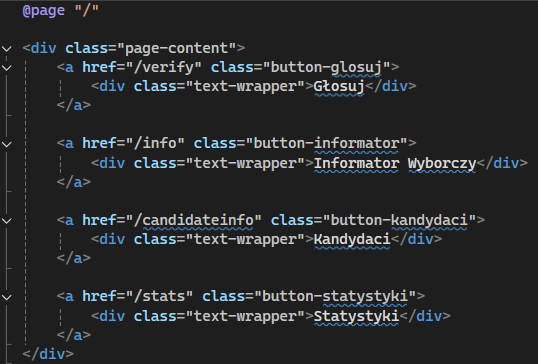 @page "/"
<div class="page-content">
<a href="/verify" class="button-glosuj">
<div class="text-wrapper">Głosuj</div>
</a>
<a href="/info" class="button-informator">
<div class="text-wrapper">Informator Wyborczy</div>
</a>
<a href="/candidateinfo" class="button-kandydaci">
<div class="text-wrapper">Kandydaci</div>
</a>
<a href="/stats" class="button-statystyki">
<div class="text-wrapper">Statystyki</div>
</a>
</div>